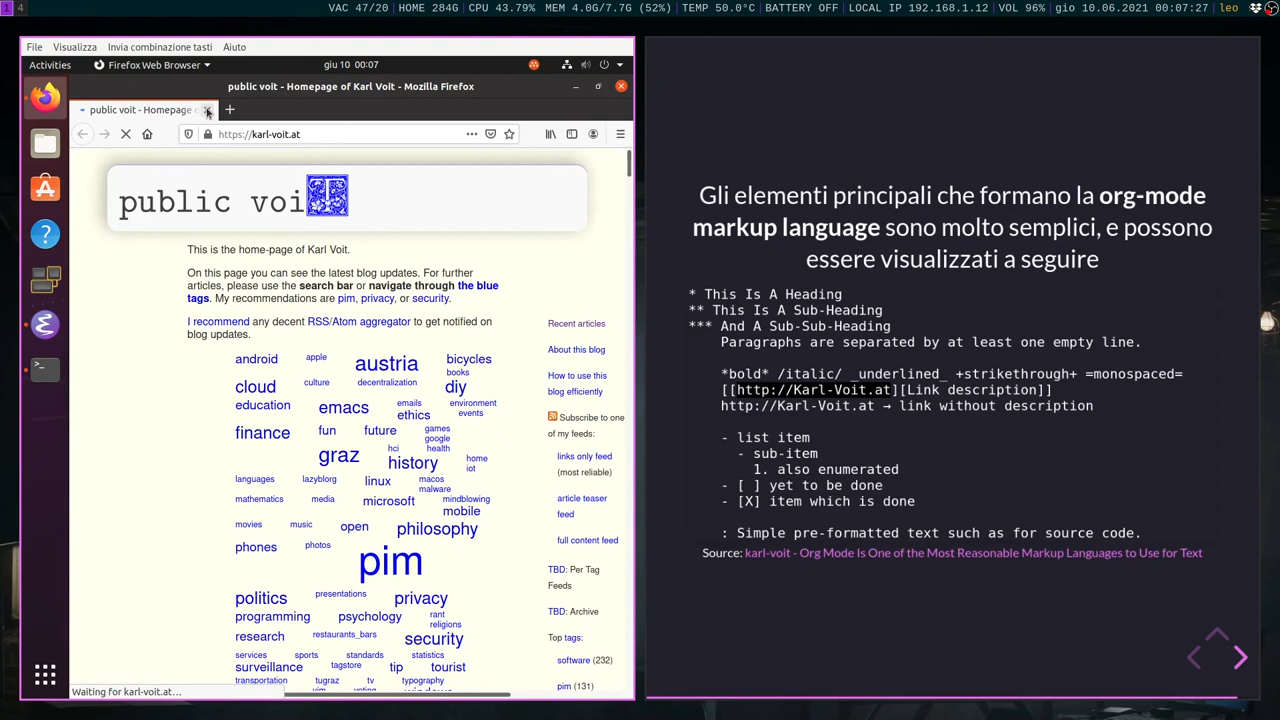 1 4 VAC 47/20 | HOME 284G | CPU 43.79% MEM 4.0G/7.7G (52%) | TEMP 50.0°C | BATTERY OFF | LOCAL IP 192.168.1.12 | VOL 96% | gio 10.06.2021 00:07:27 | leo
File Visualizza Invia combinazione tasti Aiuto
Activities Firefox Web Browser giu 10 00:07
public voit - Homepage of Karl Voit - Mozilla Firefox
public voit - Homepage
https://karl-voit.at
public voiT
This is the home-page of Karl Voit.
On this page you can see the latest blog updates. For further
articles, please use the search bar or navigate through the blue
tags. My recommendations are pim, privacy, or security.
I recommend any decent RSS/Atom aggregator to get notified on
blog updates.
android apple austria bicycles
books
cloud culture decentralization diy
education emacs emails environment
ethics events
finance fun future games
google
graz hci health
history home
iot
languages lazyblorg linux macos
malware
mathematics media microsoft mindblowing
mobile
movies music open philosophy
phones photos pim
politics presentations privacy
programming psychology rant
religions
research restaurants_bars security
services sports standards statistics
surveillance tagstore tip tourist
transportation tugraz tv typography
vim voting windows
Recent articles
About this blog
How to use this
blog efficiently
Subscribe to one
of my feeds:
links only feed
(most reliable)
article teaser
feed
full content feed
TBD: Per Tag
Feeds
TBD: Archive
Top tags:
software (232)
pim (131)
Waiting for karl-voit.at…
Gli elementi principali che formano la org-mode
markup language sono molto semplici, e possono
essere visualizzati a seguire
* This Is A Heading
** This Is A Sub-Heading
*** And A Sub-Sub-Heading
Paragraphs are separated by at least one empty line.
*bold* /italic/ _underlined_ +strikethrough+ =monospaced=
[[http://Karl-Voit.at][Link description]]
http://Karl-Voit.at → link without description
- list item
- sub-item
1. also enumerated
- [ ] yet to be done
- [X] item which is done
: Simple pre-formatted text such as for source code.
Source: karl-voit - Org Mode Is One of the Most Reasonable Markup Languages to Use for Text